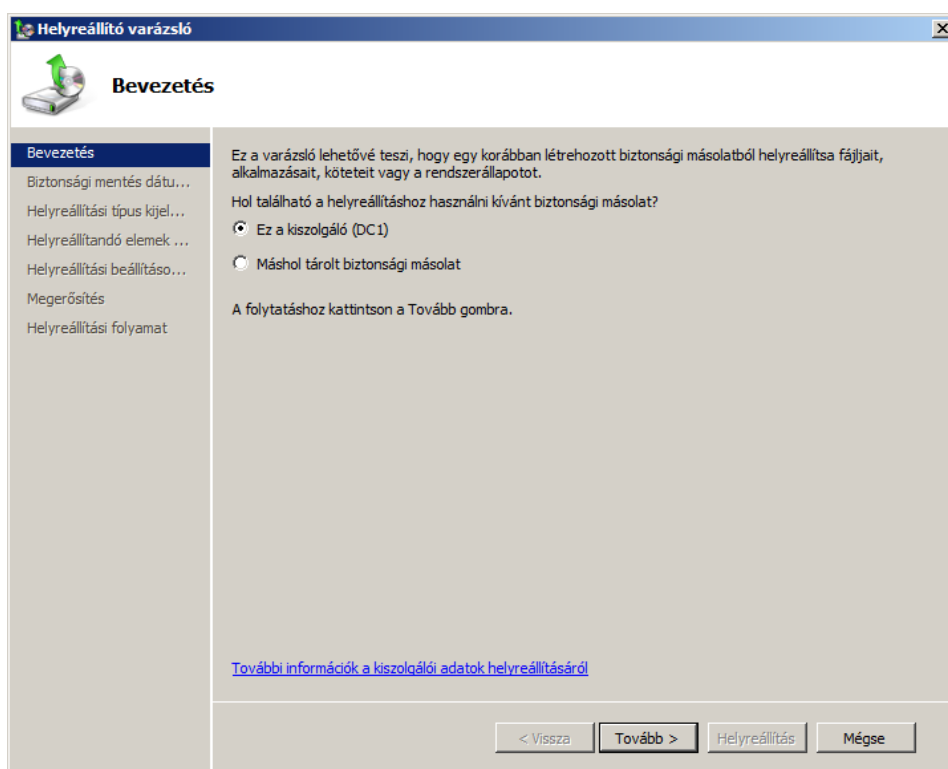 Helyreállító varázsló
Bevezetés
Bevezetés
Biztonsági mentés dátu...
Helyreállítási típus kijel...
Helyreállítandó elemek ...
Helyreállítási beállításo...
Megerősítés
Helyreállítási folyamat
Ez a varázsló lehetővé teszi, hogy egy korábban létrehozott biztonsági másolatból helyreállítsa fájljait,
alkalmazásait, köteteit vagy a rendszerállapotot.
Hol található a helyreállításhoz használni kívánt biztonsági másolat?
Ez a kiszolgáló (DC1)
Máshol tárolt biztonsági másolat
A folytatáshoz kattintson a Tovább gombra.
További információk a kiszolgálói adatok helyreállításáról
< Vissza Tovább > Helyreállítás Mégse